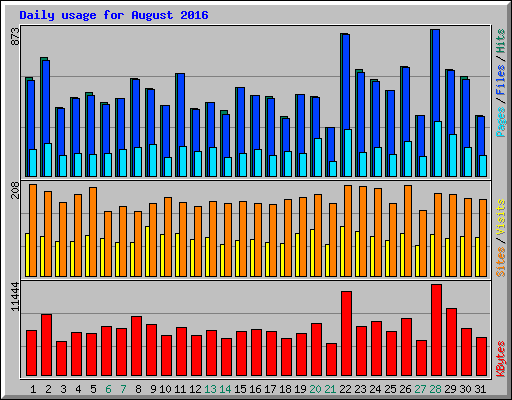 Daily usage for August 2016
873
Pages / Files / Hits
208
Sites / Visits
11444
KBytes
1 2 3 4 5 6 7 8 9 10 11 12 13 14 15 16 17 18 19 20 21 22 23 24 25 26 27 28 29 30 31